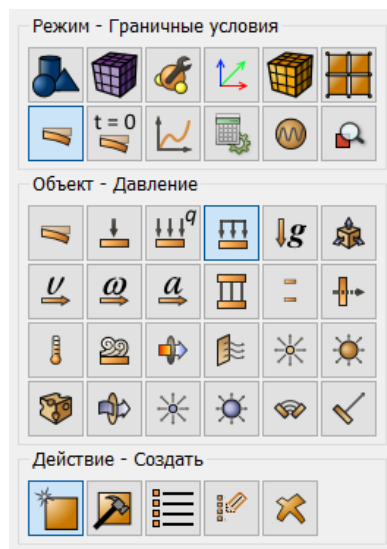 Режим - Граничные условия
t = 0
Объект - Давление
q
g
υ ω a
Действие - Создать